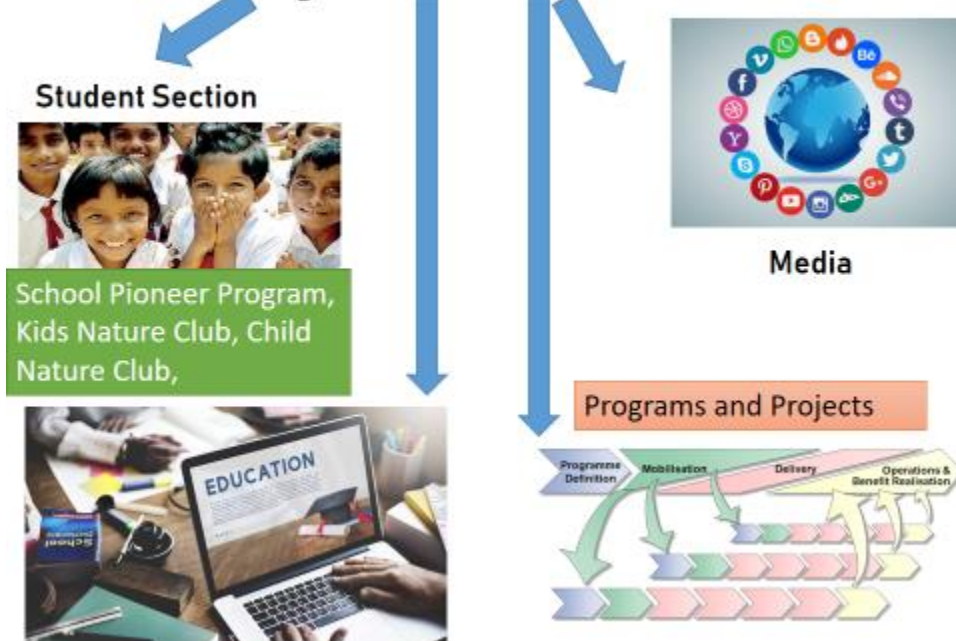 Student Section
School Pioneer Program,
Kids Nature Club, Child
Nature Club,
EDUCATION
Media
Programs and Projects
Programme
Definition
Mobilisation
Delivery
Operations &
Benefit Realisation